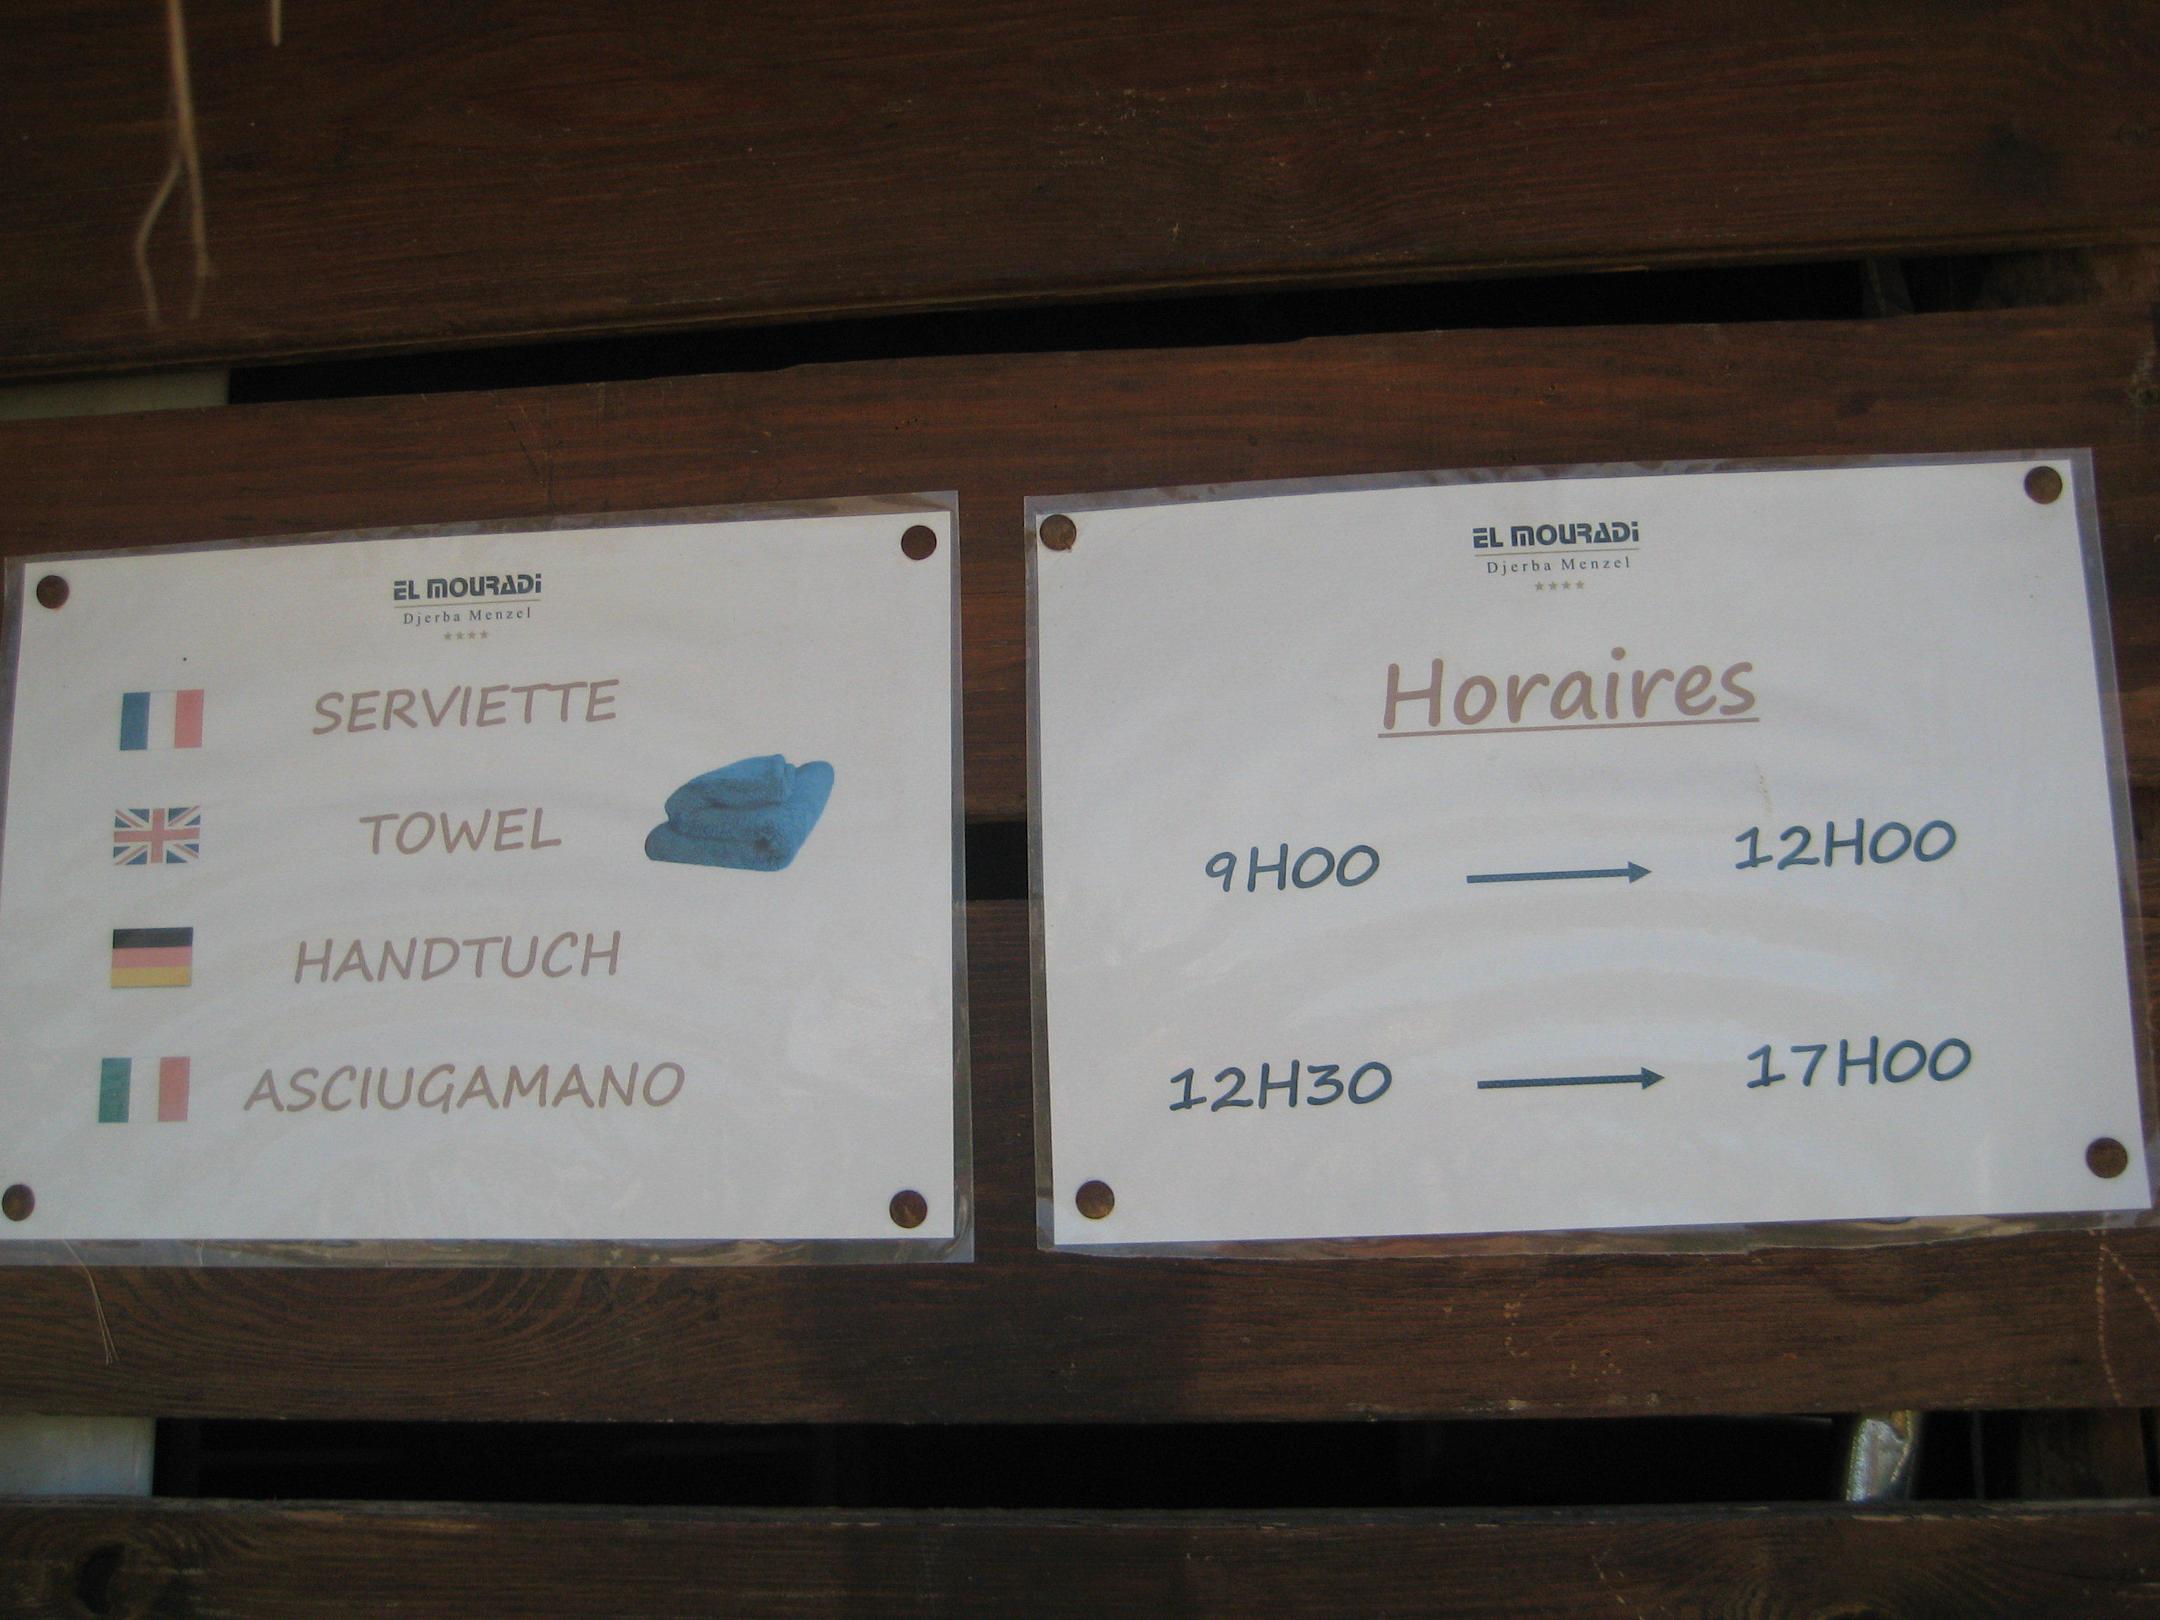 EL MOURADi
Djerba Menzel
SERVIETTE
TOWEL
HANDTUCH
ASCIUGAMANO
EL MOURADi
Djerba Menzel
Horaires
9H00 → 12H00
12H30 → 17H00